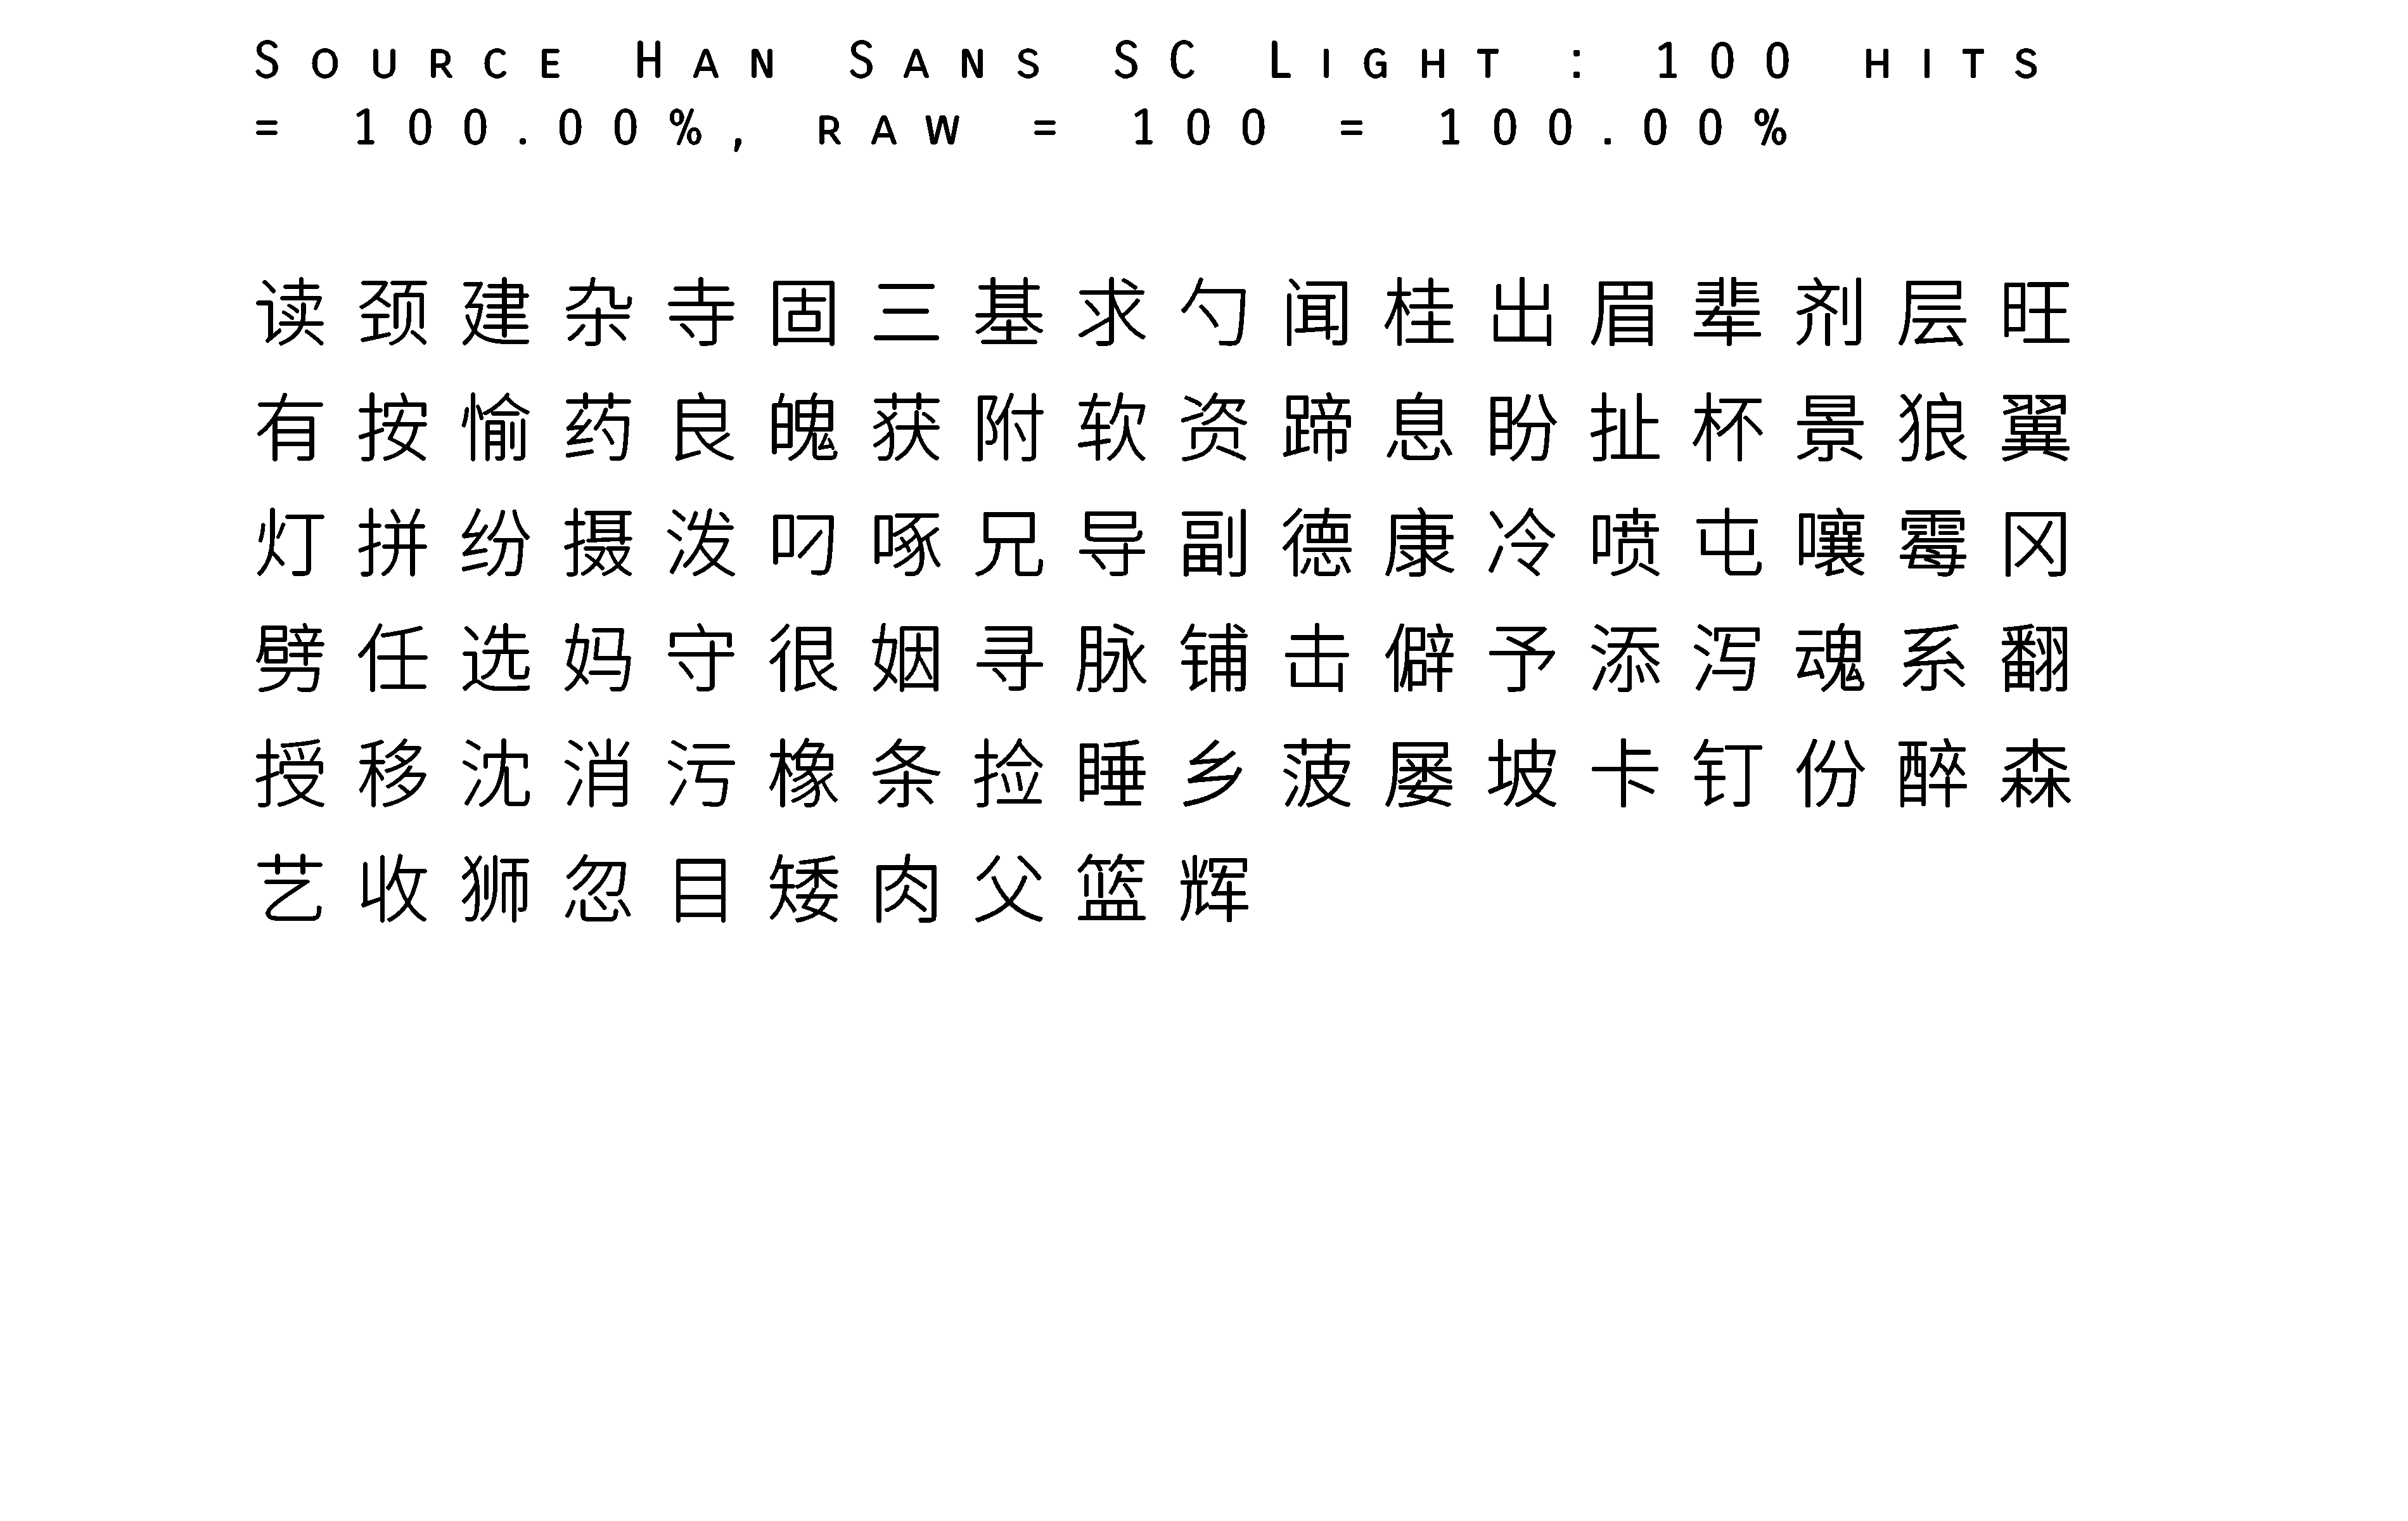 Source Han Sans SC Light : 100 hits
= 100.00%, raw = 100 = 100.00%
读颈建杂寺固三基求勺闻桂出眉辈剂层旺
有按愉药良魄获附软资蹄息盼扯杯景狼翼
灯拼纷摄泼叼啄兄导副德康冷喷屯嚷霉冈
劈任选妈守很姻寻脉铺击僻予添泻魂系翻
授移沈消污橡条捡睡乡菠屡坡卡钉份醉森
艺收狮忽目矮肉父篮辉